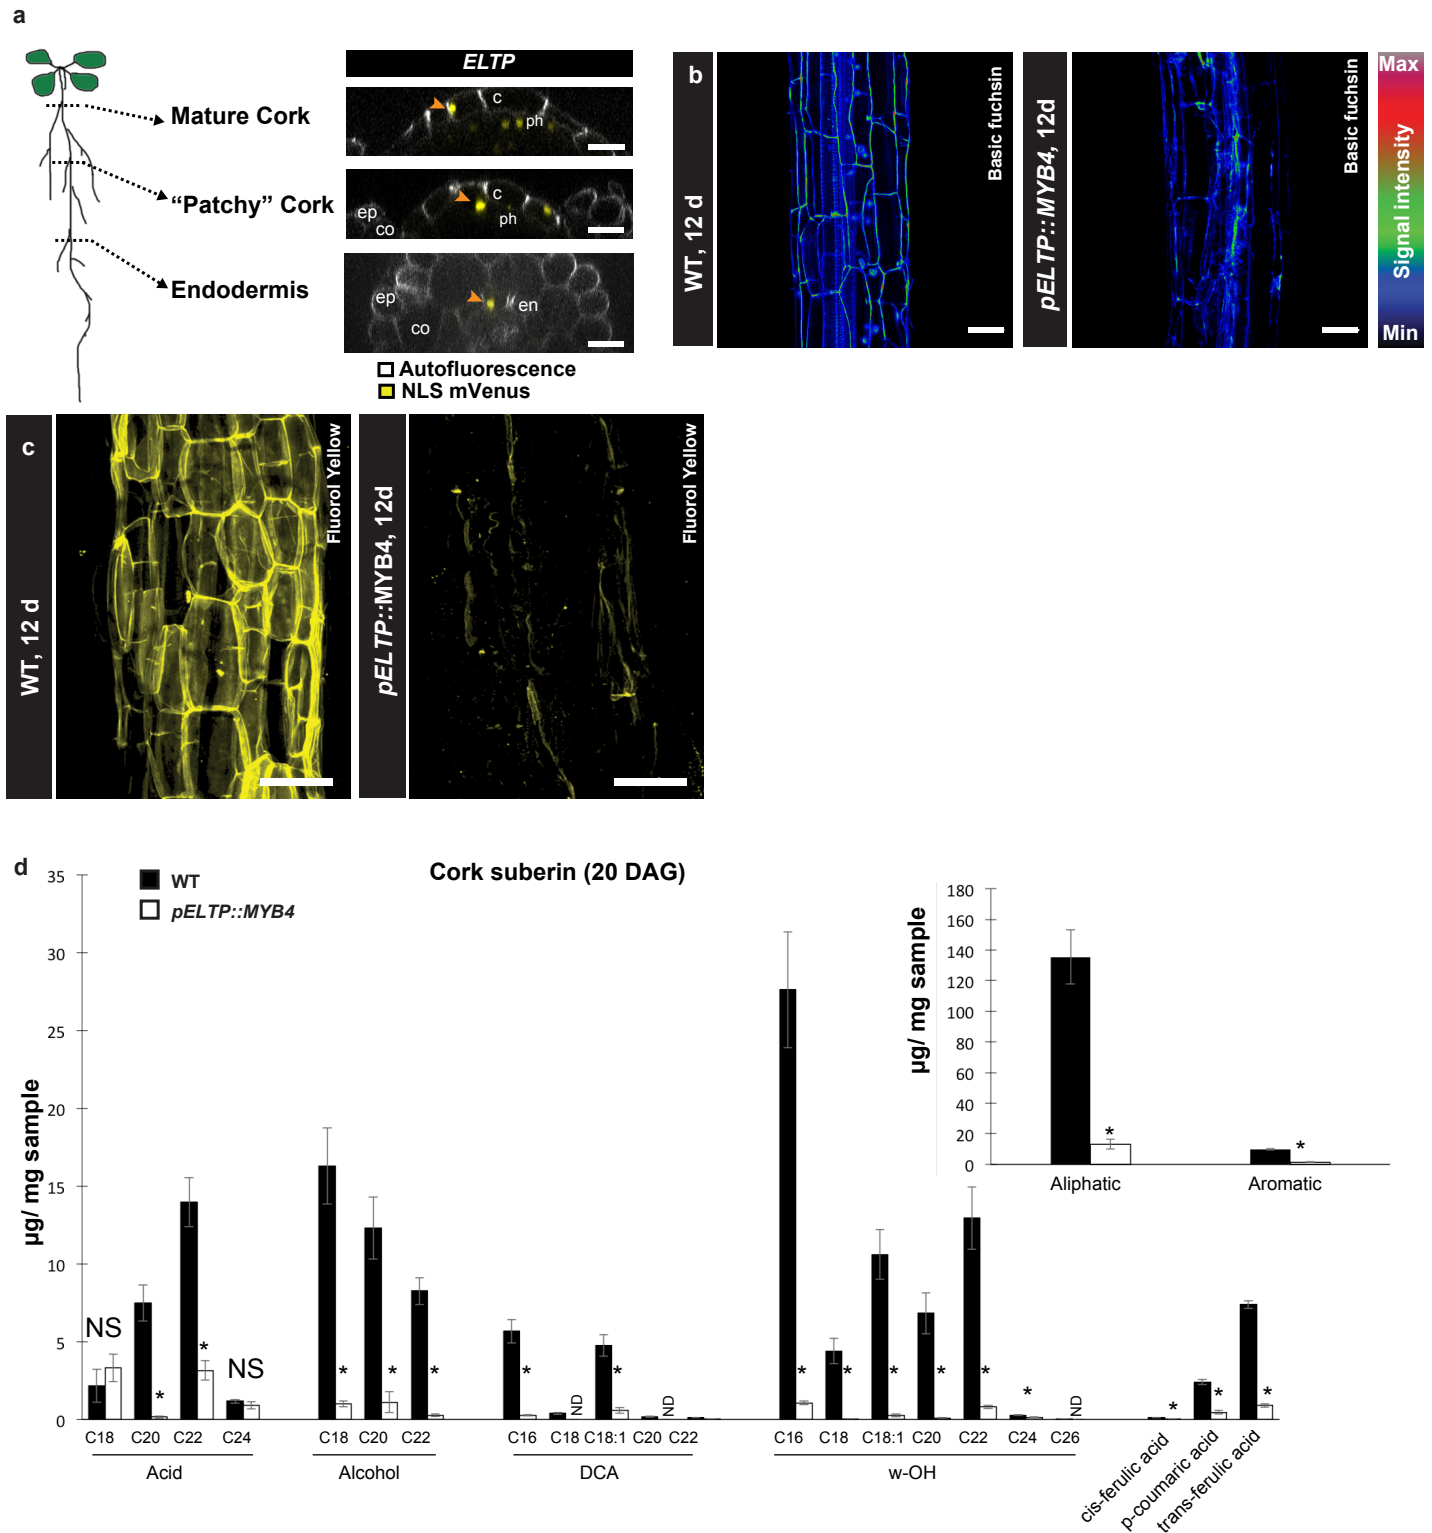 a
Mature Cork
“Patchy” Cork
Endodermis
ELTP
c
ph
c
ep
co
ph
ep
co
en
Autofluorescence
NLS mVenus
b
WT, 12 d
Basic fuchsin
pELTP::MYB4, 12d
Basic fuchsin
Max
Signal intensity
Min
c
WT, 12 d
Fluorol Yellow
pELTP::MYB4, 12d
Fluorol Yellow
d
Cork suberin (20 DAG)
WT
pELTP::MYB4
µg/ mg sample
35
30
25
20
15
10
5
0
NS
*
*
NS
*
*
*
*
ND
*
ND
*
*
*
*
*
*
ND
*
*
*
C18 C20 C22 C24
Acid
C18 C20 C22
Alcohol
C16 C18 C18:1 C20 C22
DCA
C16 C18 C18:1 C20 C22 C24 C26
w-OH
cis-ferulic acid
p-coumaric acid
trans-ferulic acid
µg/ mg sample
180
160
140
120
100
80
60
40
20
0
*
*
Aliphatic
Aromatic